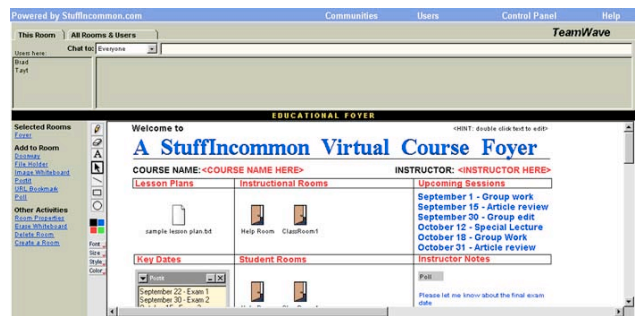 Powered by StuffIncommon.com
Communities Users Control Panel Help
This Room All Rooms & Users
TeamWave
Users here: Chat to: Everyone
Brad
Tayt
EDUCATIONAL FOYER
Selected Rooms
Foyer
Add to Room
Doorway
File Holder
Image Whiteboard
Postit
URL Bookmark
Poll
Other Activities
Room Properties
Erase Whiteboard
Delete Room
Create a Room
A
Font
Size
Style
Color
Welcome to
<HINT: double click text to edit>
A StuffIncommon Virtual Course Foyer
COURSE NAME: <COURSE NAME HERE> INSTRUCTOR: <INSTRUCTOR HERE>
Lesson Plans
sample lesson plan.txt
Instructional Rooms
Help Room ClassRoom1
Upcoming Sessions
September 1 - Group work
September 15 - Article review
September 30 - Group edit
October 12 - Special Lecture
October 18 - Group Work
October 31 - Article review
Key Dates
Postit
September 22 - Exam 1
September 30 - Exam 2
Student Rooms
Instructor Notes
Poll:
Please let me know about the final exam
date